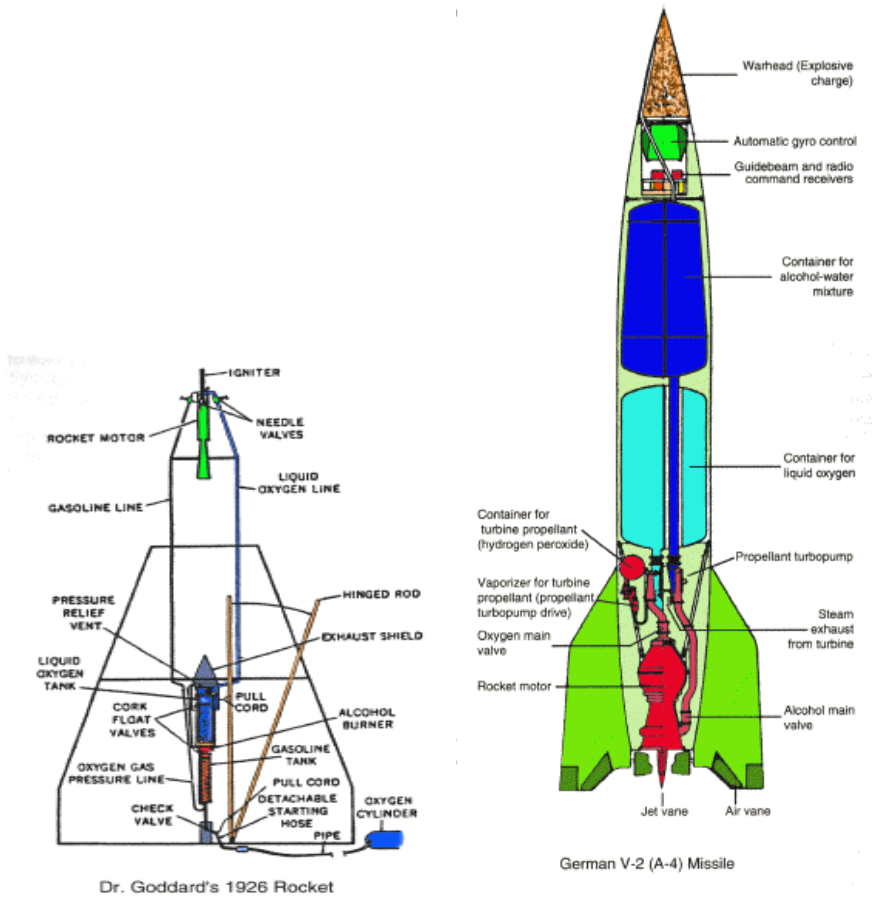 IGNITER
NEEDLE
VALVES
ROCKET MOTOR
LIQUID
OXYGEN LINE
GASOLINE LINE
HINGED ROD
PRESSURE
RELIEF
VENT
EXHAUST SHIELD
LIQUID
OXYGEN
TANK
PULL
CORD
CORK
FLOAT
VALVES
ALCOHOL
BURNER
GASOLINE
TANK
OXYGEN GAS
PRESSURE LINE
PULL CORD
DETACHABLE
STARTING
HOSE
CHECK
VALVE
OXYGEN
CYLINDER
PIPE
Dr. Goddard's 1926 Rocket
Warhead (Explosive
charge)
Automatic gyro control
Guidebeam and radio
command receivers
Container for
alcohol-water
mixture
Container for
liquid oxygen
Container for
turbine propellant
(hydrogen peroxide)
Propellant turbopump
Vaporizer for turbine
propellant (propellant
turbopump drive)
Oxygen main
valve
Steam
exhaust
from turbine
Rocket motor
Alcohol main
valve
Jet vane
Air vane
German V-2 (A-4) Missile